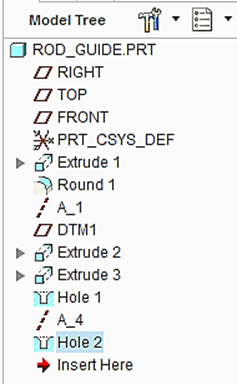 Model Tree
ROD_GUIDE.PRT
RIGHT
TOP
FRONT
PRT_CSYS_DEF
Extrude 1
Round 1
A_1
DTM1
Extrude 2
Extrude 3
Hole 1
A_4
Hole 2
Insert Here